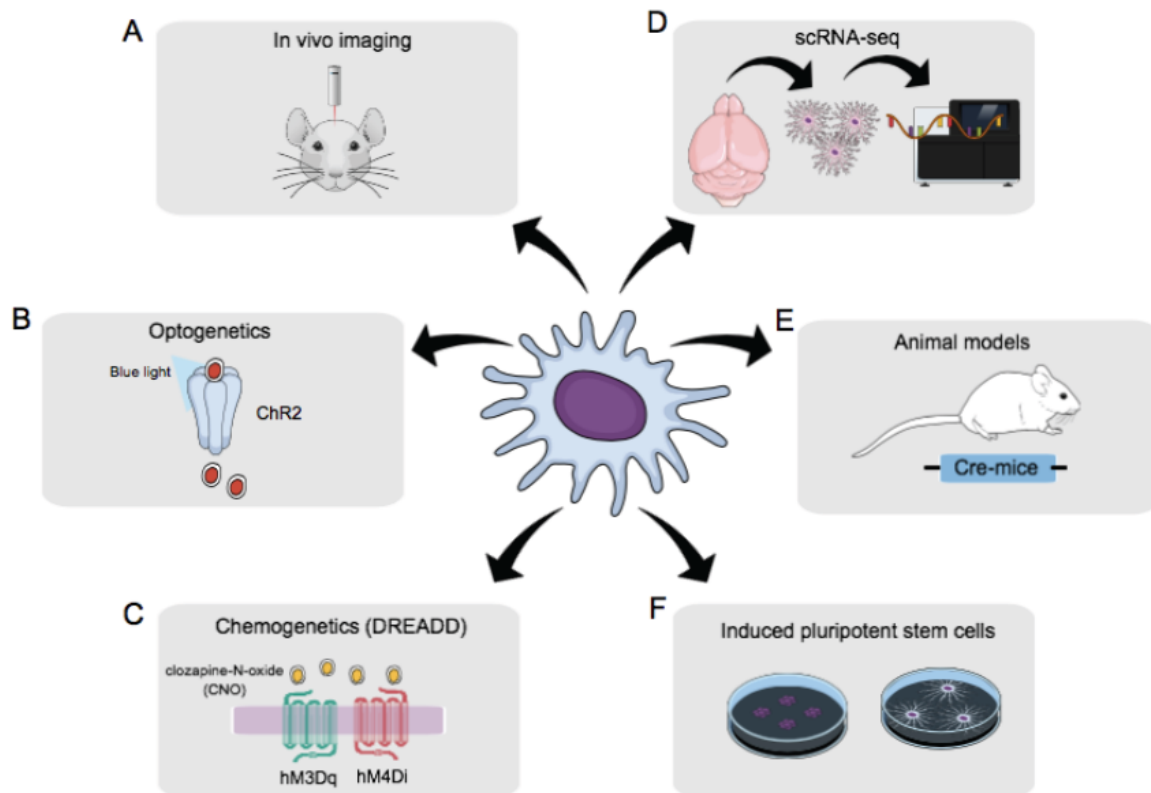 A
In vivo imaging
B
Optogenetics
Blue light
ChR2
C
Chemogenetics (DREADD)
clozapine-N-oxide
(CNO)
hM3Dq
hM4Di
D
scRNA-seq
E
Animal models
Cre-mice
F
Induced pluripotent stem cells